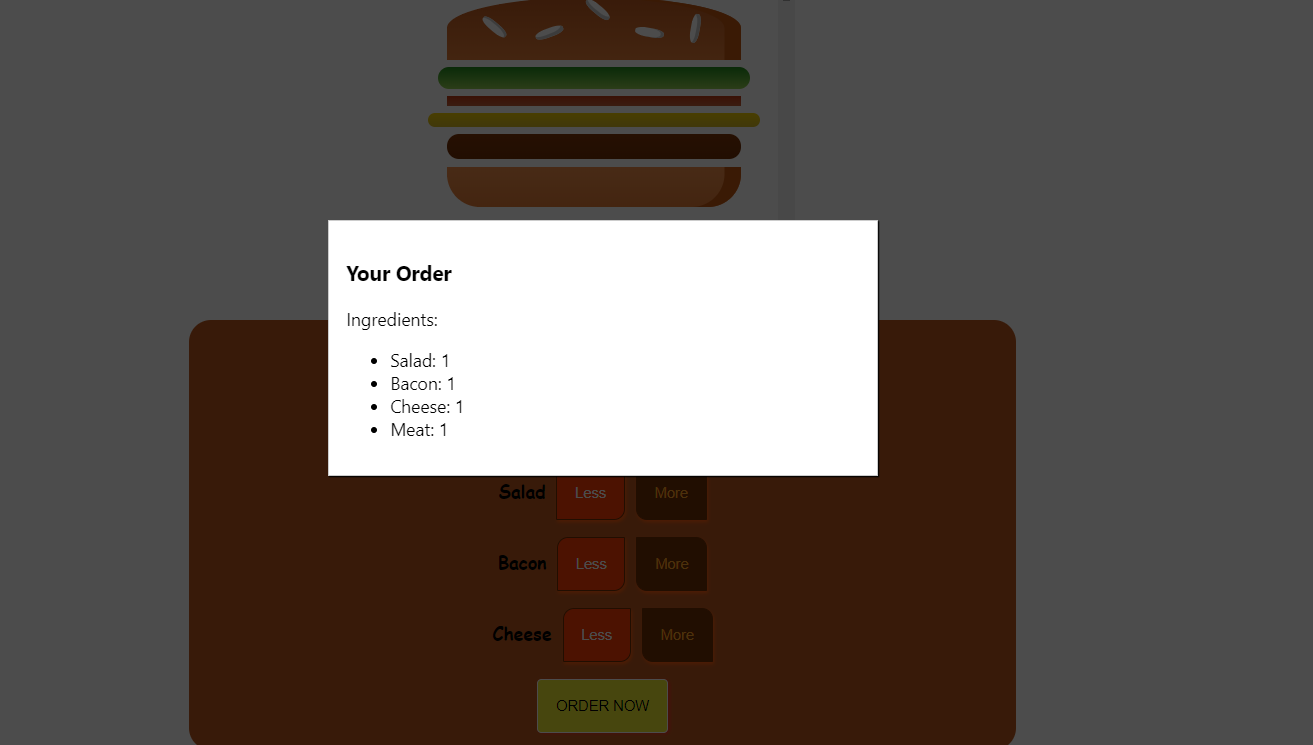 Your Order
Ingredients:
Salad: 1
Bacon: 1
Cheese: 1
Meat: 1
Salad Less More
Bacon Less More
Cheese Less More
ORDER NOW